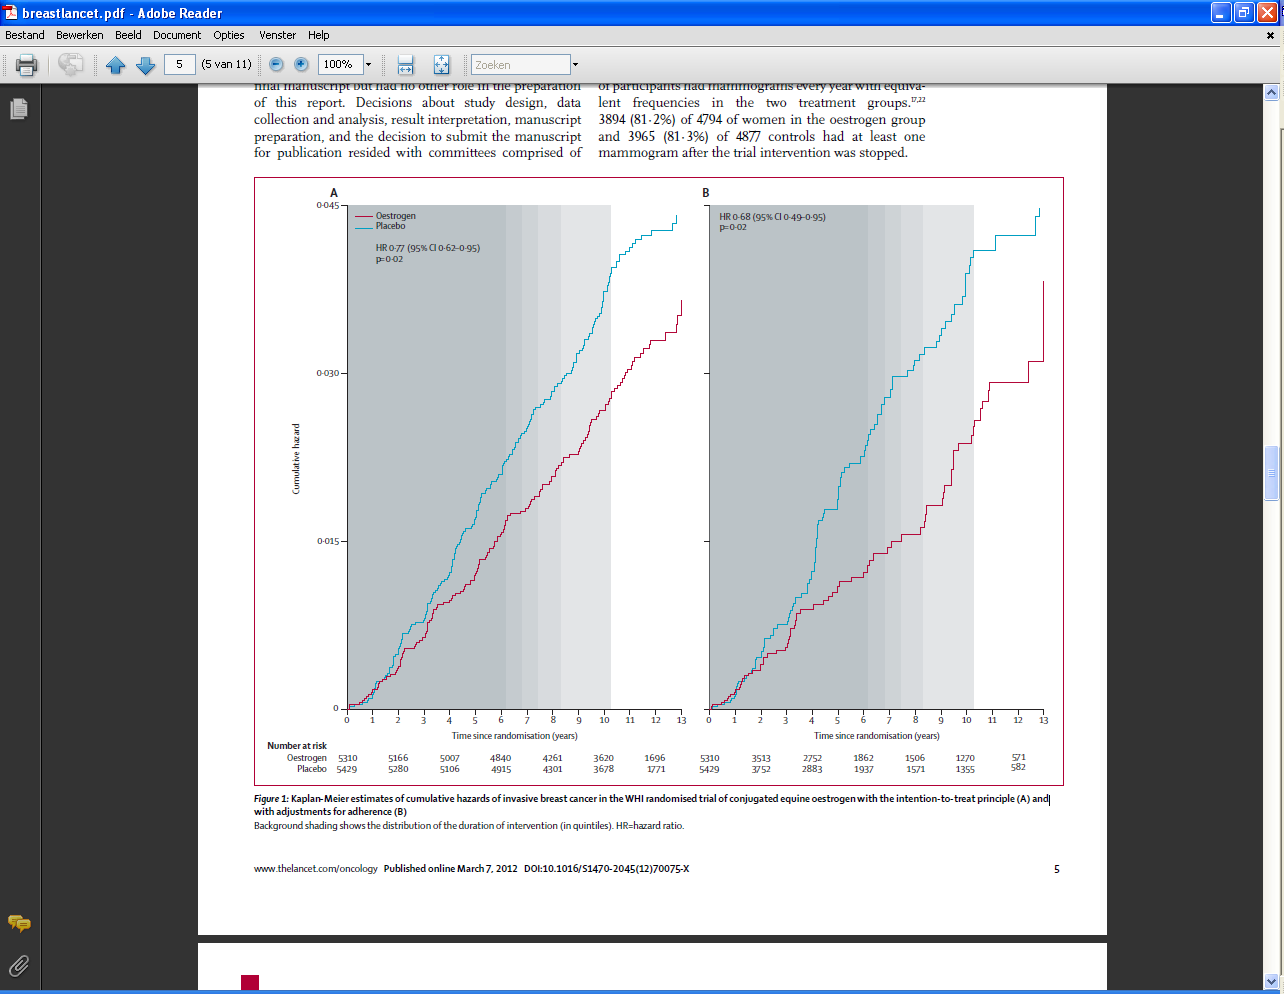 breastlancet.pdf - Adobe Reader
Bestand Bewerken Beeld Document Opties Venster Help
5 (5 van 11) 100% Zoeken
final manuscript but had no other role in the preparation
of this report. Decisions about study design, data
collection and analysis, result interpretation, manuscript
preparation, and the decision to submit the manuscript
for publication resided with committees comprised of
of participants had mammograms every year with equiva-
lent frequencies in the two treatment groups.17,22
3894 (81·2%) of 4794 of women in the oestrogen group
and 3965 (81·3%) of 4877 controls had at least one
mammogram after the trial intervention was stopped.
A
Oestrogen
Placebo
HR 0·77 (95% CI 0·62–0·95)
p=0·02
0·045
0·030
0·015
0
Cumulative hazard
0 1 2 3 4 5 6 7 8 9 10 11 12 13
Time since randomisation (years)
B
HR 0·68 (95% CI 0·49–0·95)
p=0·02
0 1 2 3 4 5 6 7 8 9 10 11 12 13
Time since randomisation (years)
Number at risk
Oestrogen 5310 5166 5007 4840 4261 3620 1696 5310 3513 2752 1862 1506 1270 571
Placebo 5429 5280 5106 4915 4301 3678 1771 5429 3752 2883 1937 1571 1355 582
Figure 1: Kaplan-Meier estimates of cumulative hazards of invasive breast cancer in the WHI randomised trial of conjugated equine oestrogen with the intention-to-treat principle (A) and
with adjustments for adherence (B)
Background shading shows the distribution of the duration of intervention (in quintiles). HR=hazard ratio.
www.thelancet.com/oncology Published online March 7, 2012 DOI:10.1016/S1470-2045(12)70075-X 5